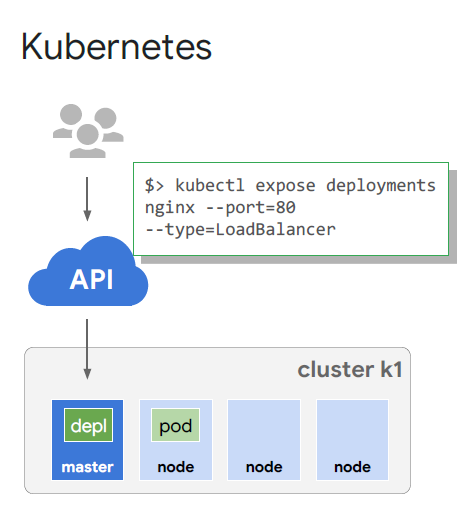 Kubernetes
$> kubectl expose deployments
nginx --port=80
--type=LoadBalancer
API
cluster k1
depl
pod
master
node
node
node